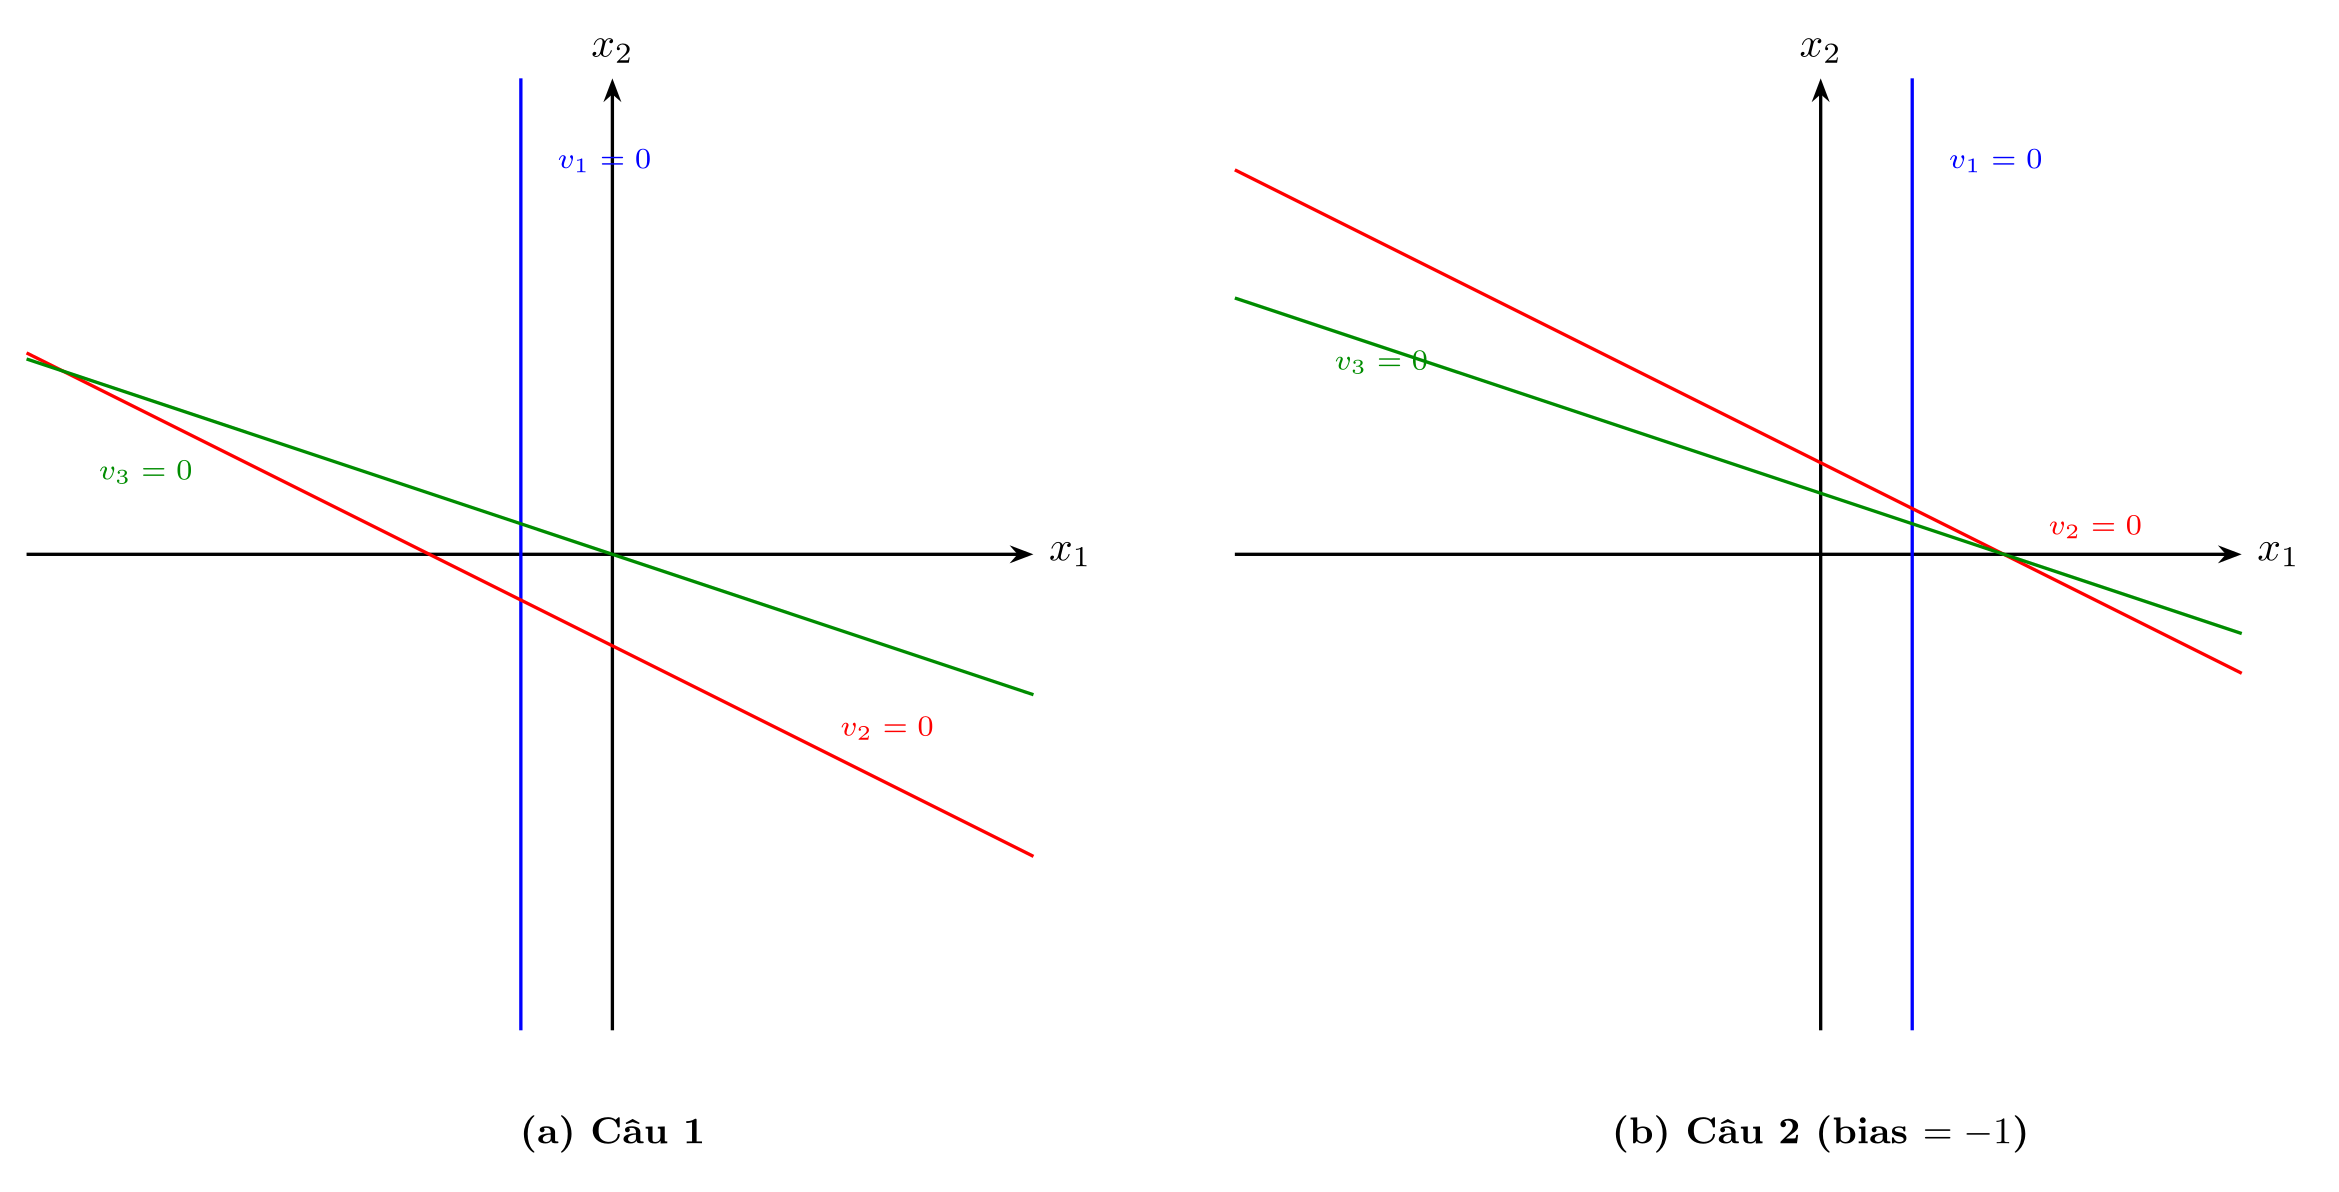 x₂
v₁ = 0
x₁
v₃ = 0
v₂ = 0
(a) Câu 1
x₂
v₁ = 0
v₃ = 0
v₂ = 0
x₁
(b) Câu 2 (bias = −1)